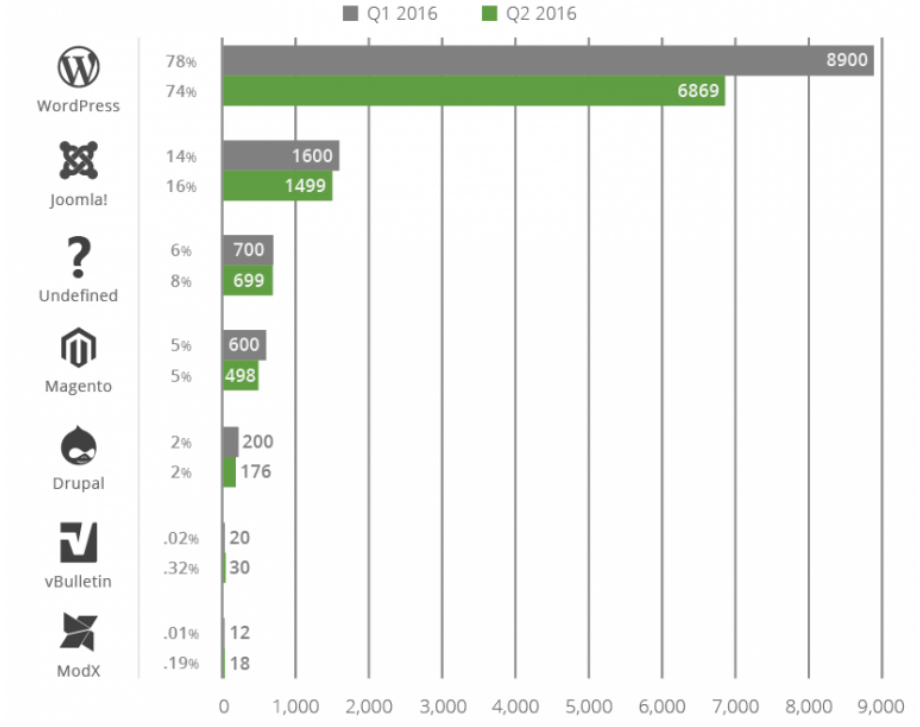 Q1 2016 Q2 2016
78% 8900
74% 6869
WordPress
14% 1600
16% 1499
Joomla!
6% 700
8% 699
?
Undefined
5% 600
5% 498
Magento
2% 200
2% 176
Drupal
.02% 20
.32% 30
vBulletin
.01% 12
.19% 18
ModX
0 1,000 2,000 3,000 4,000 5,000 6,000 7,000 8,000 9,000